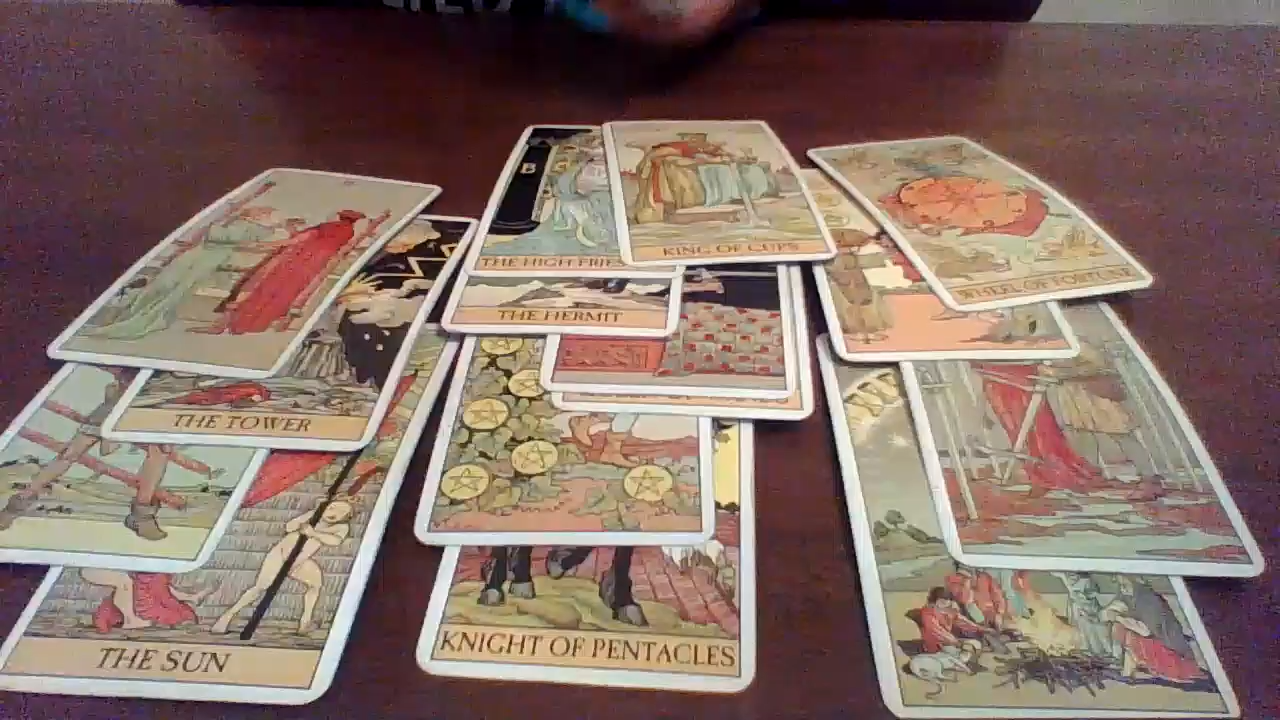 B
KING OF CUPS
THE HIGH PRIE
WHEEL OF FORTUNE
THE HERMIT
THE TOWER
KNIGHT OF PENTACLES
THE SUN